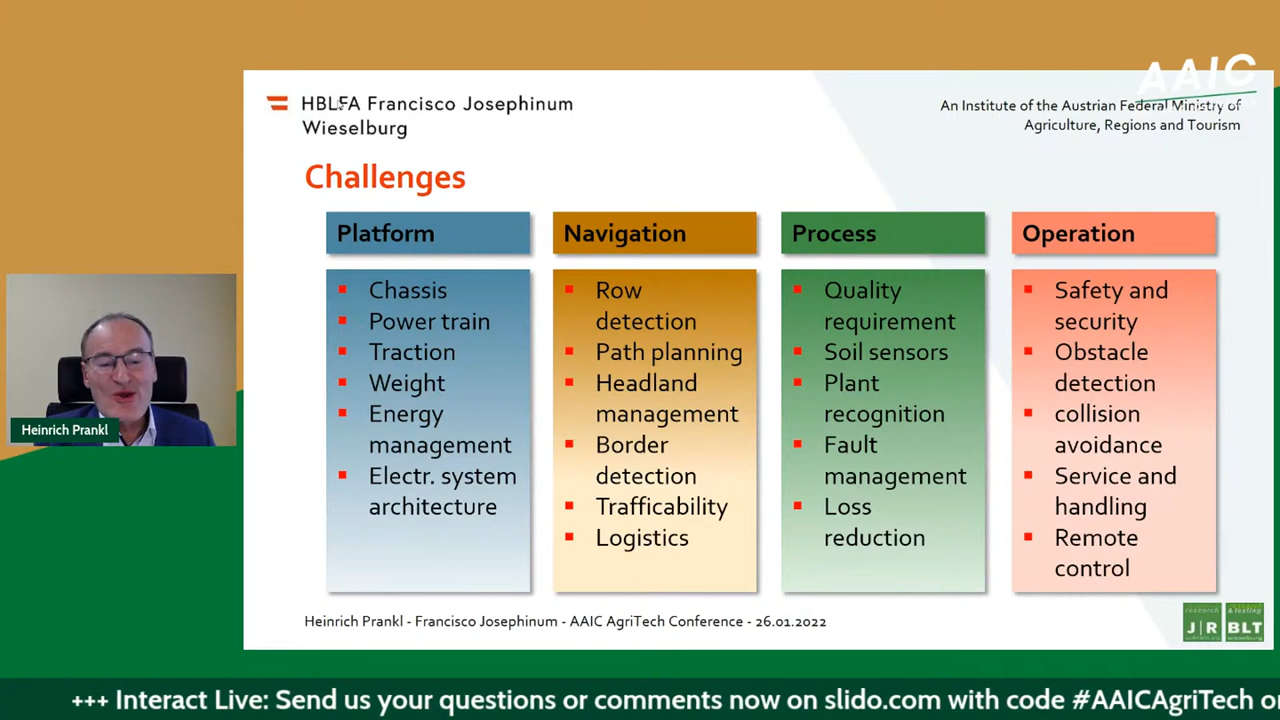 AAIC
HBLFA Francisco Josephinum
Wieselburg
An Institute of the Austrian Federal Ministry of
Agriculture, Regions and Tourism
Challenges
Platform
Chassis
Power train
Traction
Weight
Energy
management
Electr. system
architecture
Navigation
Row
detection
Path planning
Headland
management
Border
detection
Trafficability
Logistics
Process
Quality
requirement
Soil sensors
Plant
recognition
Fault
management
Loss
reduction
Operation
Safety and
security
Obstacle
detection
collision
avoidance
Service and
handling
Remote
control
Heinrich Prankl
Heinrich Prankl - Francisco Josephinum - AAIC AgriTech Conference - 26.01.2022
research & testing
J|R BLT
+++ Interact Live: Send us your questions or comments now on slido.com with code #AAICAgriTech o